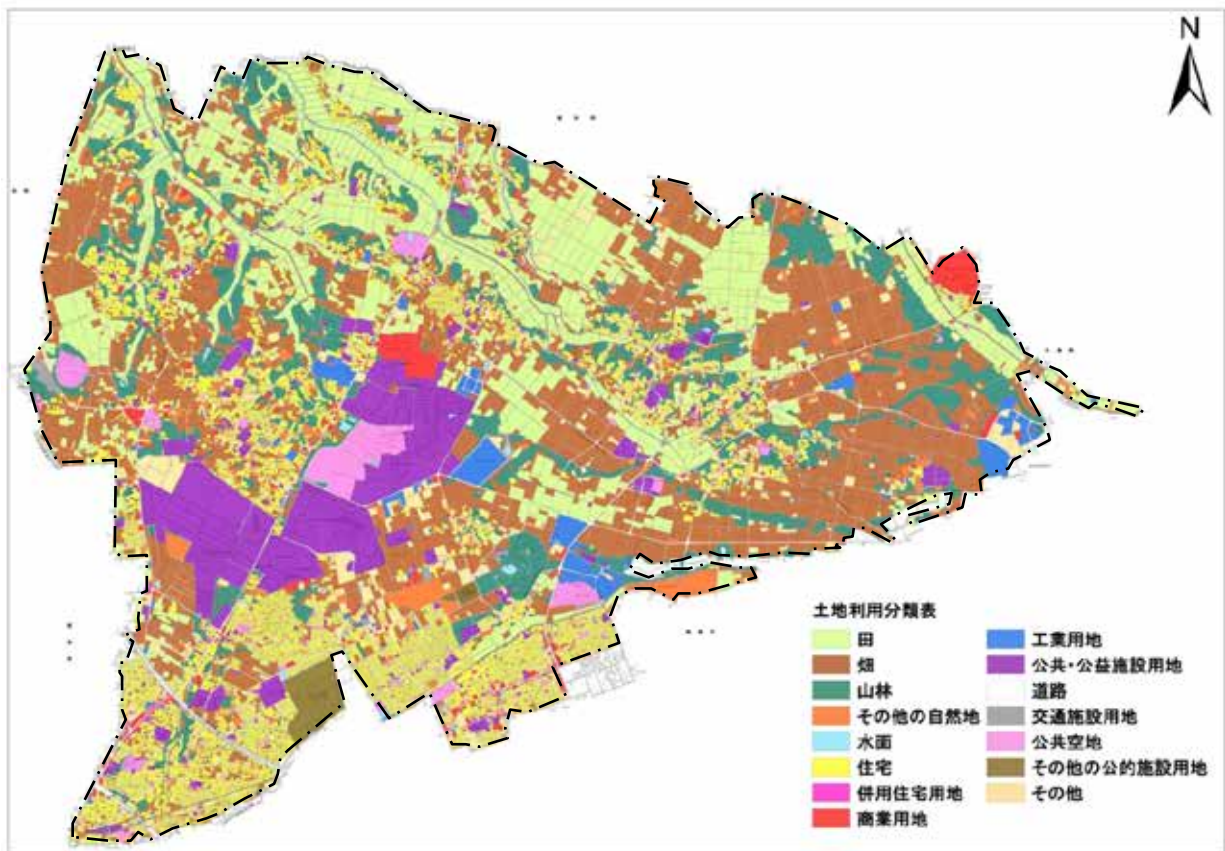 N
土地利用分類表
田
畑
山林
その他の自然地
水面
住宅
併用住宅用地
商業用地
工業用地
公共・公益施設用地
道路
交通施設用地
公共空地
その他の公的施設用地
その他